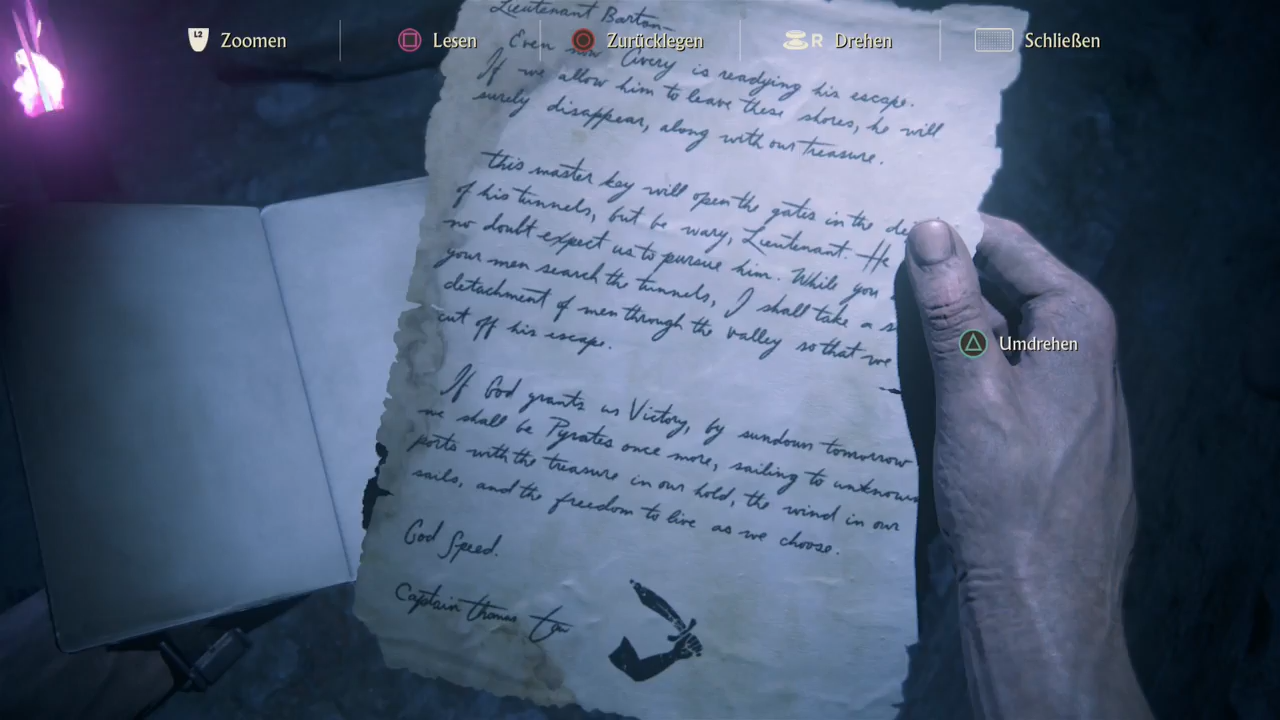 L2 Zoomen Lesen Zurücklegen R Drehen Schließen
Lieutenant Barton
Even now Avery is readying his escape.
If we allow him to leave these shores, he will
surely disappear, along with our treasure.
this master key will open the gates in the
of his tunnels, but be wary, Lieutenant. He
no doubt expect us to pursue him. While you
your men search the tunnels, I shall take a
detachment of men through the valley so that we
cut off his escape.
If God grants us Victory, by sundown tomorrow
we shall be Pyrates once more, sailing to unknown
ports with the treasure in our hold, the wind in our
sails, and the freedom to live as we choose.
God Speed.
Captain thomas tew
Umdrehen